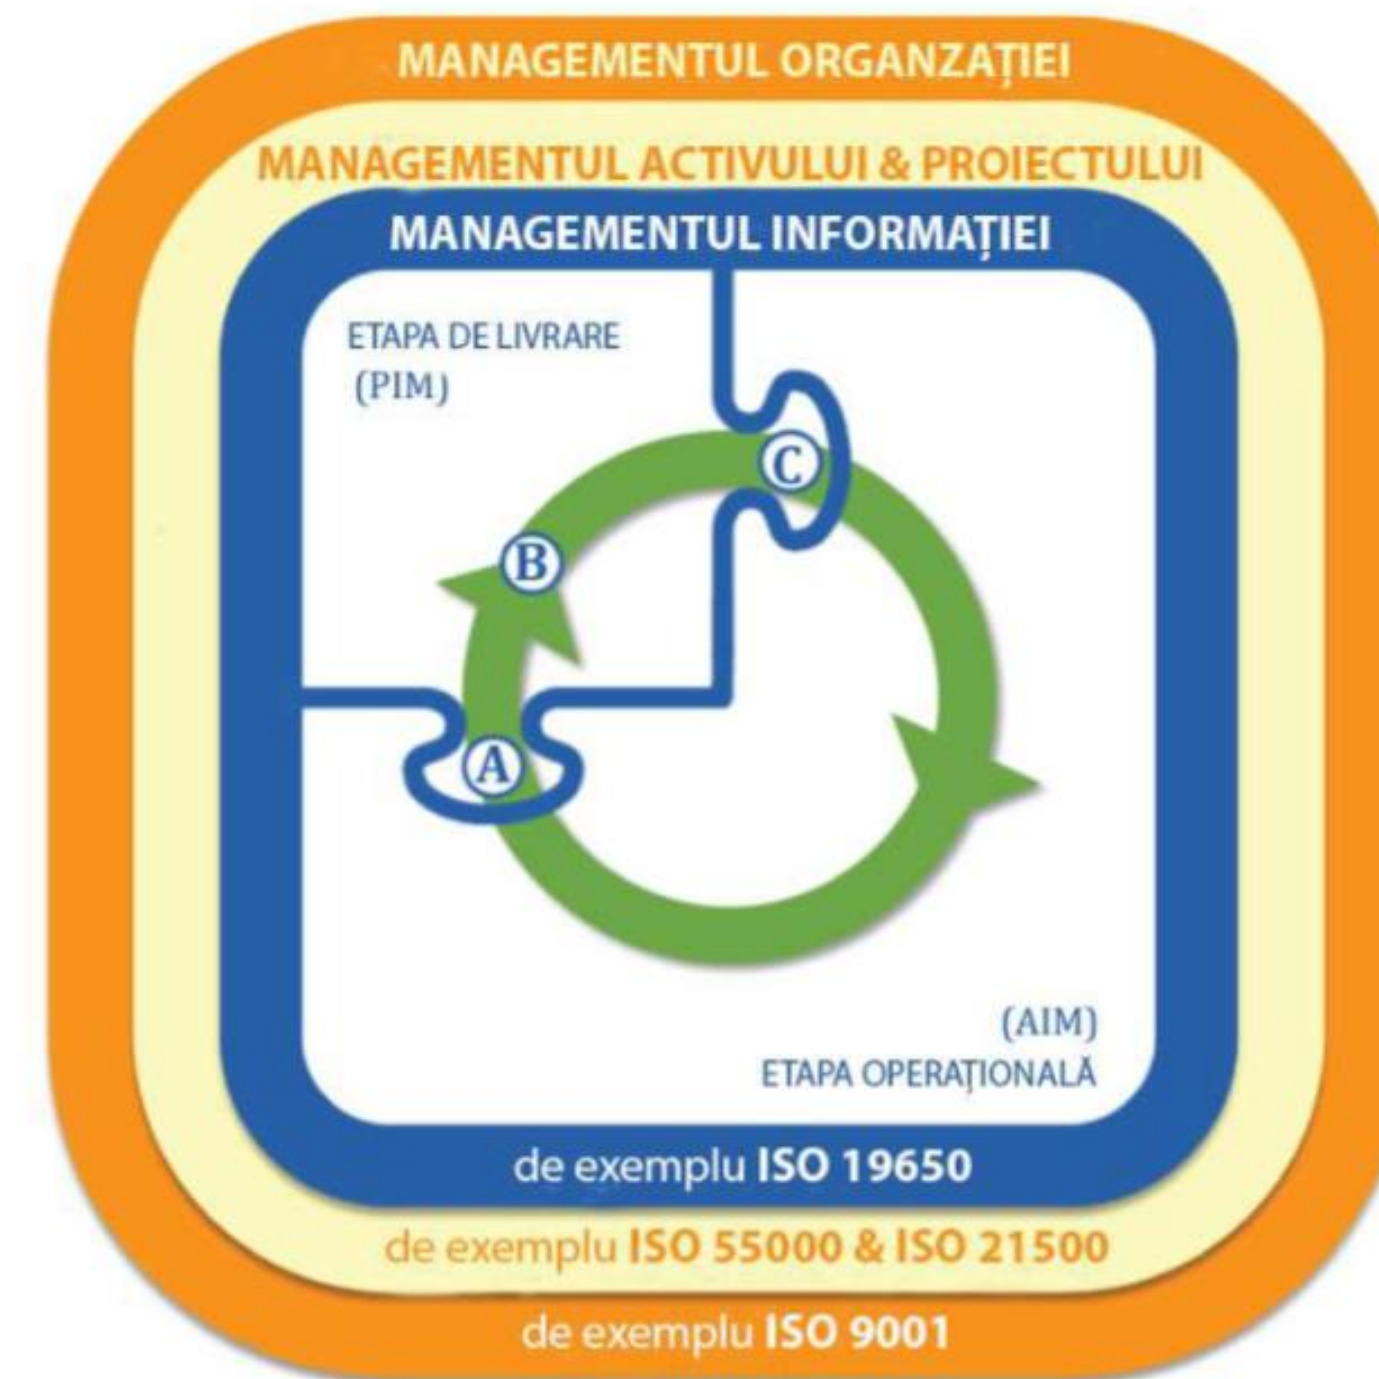 MANAGEMENTUL ORGANZAȚIEI
MANAGEMENTUL ACTIVULUI & PROIECTULUI
MANAGEMENTUL INFORMAȚIEI
ETAPA DE LIVRARE
(PIM)
C
B
A
(AIM)
ETAPA OPERAȚIONALĂ
de exemplu ISO 19650
de exemplu ISO 55000 & ISO 21500
de exemplu ISO 9001